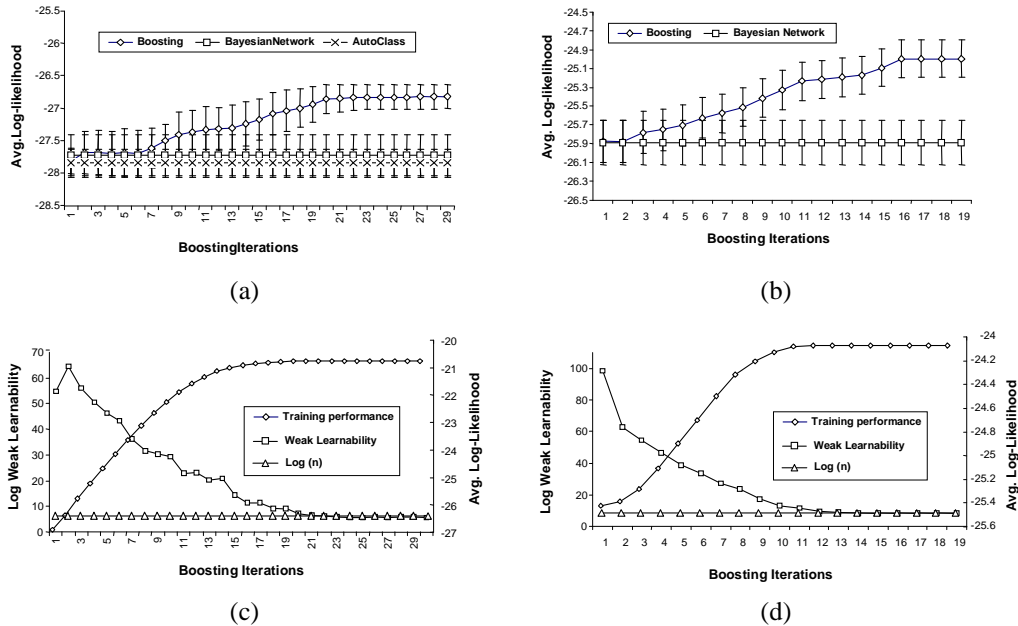 -25.5
-26
-26.5
-27
-27.5
-28
-28.5
Avg.Log-likelihood
Boosting BayesianNetwork AutoClass
1 3 5 7 9 11 13 15 17 19 21 23 25 27 29
BoostingIterations
(a)
-24.5
-24.7
-24.9
-25.1
-25.3
-25.5
-25.7
-25.9
-26.1
-26.3
-26.5
Avg. Log-likelihood
Boosting Bayesian Network
1 2 3 4 5 6 7 8 9 10 11 12 13 14 15 16 17 18 19
Boosting Iterations
(b)
70
60
50
40
30
20
10
0
Log Weak Learnability
Training performance
Weak Learnability
Log (n)
-20
-21
-22
-23
-24
-25
-26
-27
Avg. Log-Likelihood
1 3 5 7 9 11 13 15 17 19 21 23 25 27 29
Boosting Iterations
(c)
100
80
60
40
20
0
Log Weak Learnability
Training performance
Weak Learnability
Log (n)
-24
-24.2
-24.4
-24.6
-24.8
-25
-25.2
-25.4
-25.6
Avg. Log-Likelihood
1 2 3 4 5 6 7 8 9 10 11 12 13 14 15 16 17 18 19
Boosting Iterations
(d)